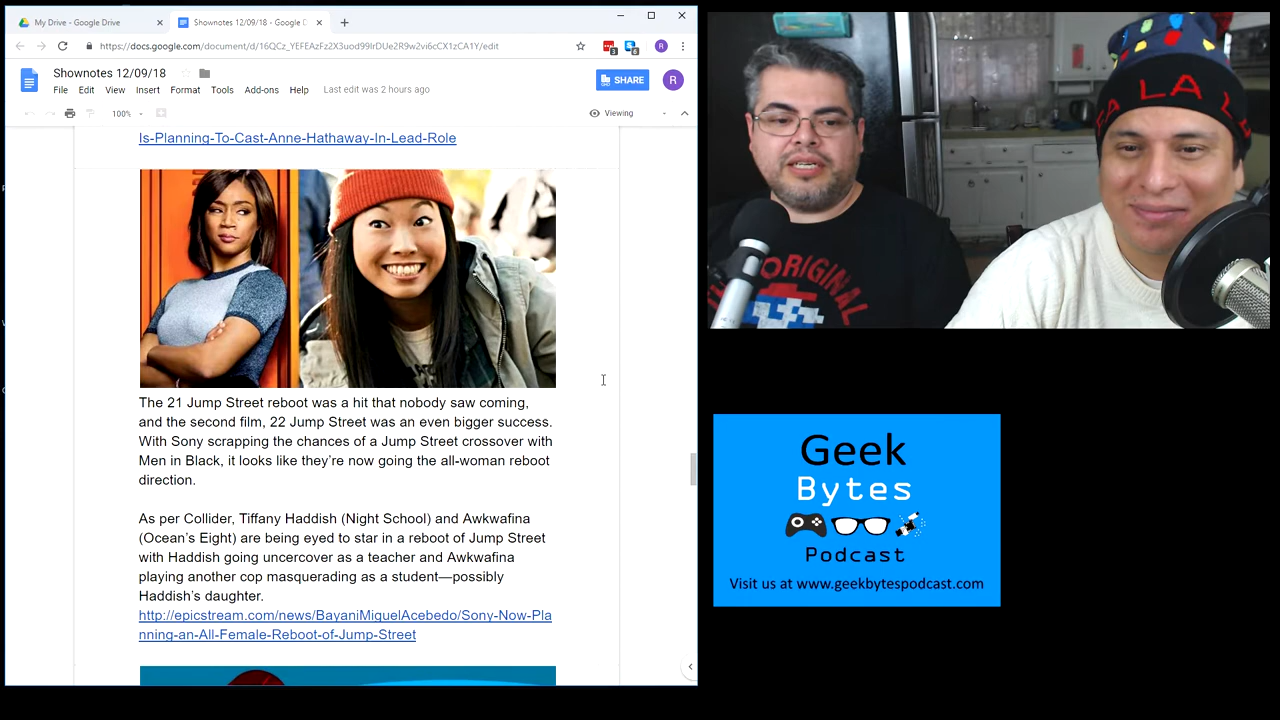 My Drive - Google Drive
Shownotes 12/09/18 - Google D
https://docs.google.com/document/d/16QCz_YEFEAzFz2X3uod99IrDUe2R9w2vi6cCX1zCA1Y/edit
Shownotes 12/09/18
SHARE
R
File Edit View Insert Format Tools Add-ons Help Last edit was 2 hours ago
100%
Viewing
Is-Planning-To-Cast-Anne-Hathaway-In-Lead-Role
The 21 Jump Street reboot was a hit that nobody saw coming,
and the second film, 22 Jump Street was an even bigger success.
With Sony scrapping the chances of a Jump Street crossover with
Men in Black, it looks like they're now going the all-woman reboot
direction.
As per Collider, Tiffany Haddish (Night School) and Awkwafina
(Ocean's Eight) are being eyed to star in a reboot of Jump Street
with Haddish going uncover as a teacher and Awkwafina
playing another cop masquerading as a student—possibly
Haddish's daughter.
http://epicstream.com/news/BayaniMiguelAcebedo/Sony-Now-Pla
nning-an-All-Female-Reboot-of-Jump-Street
ORIGINAL
LA LA
Geek
Bytes
Podcast
Visit us at www.geekbytespodcast.com